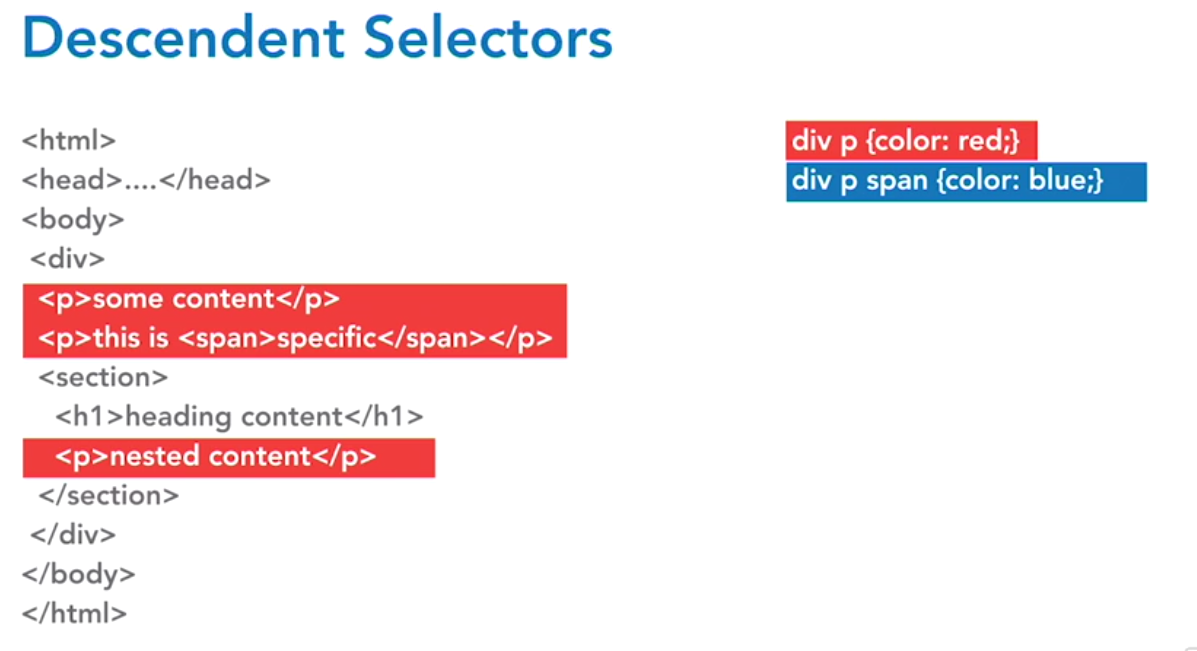 Descendent Selectors
<html>
<head>....</head>
<body>
<div>
<p>some content</p>
<p>this is <span>specific</span></p>
<section>
<h1>heading content</h1>
<p>nested content</p>
</section>
</div>
</body>
</html>
div p {color: red;}
div p span {color: blue;}